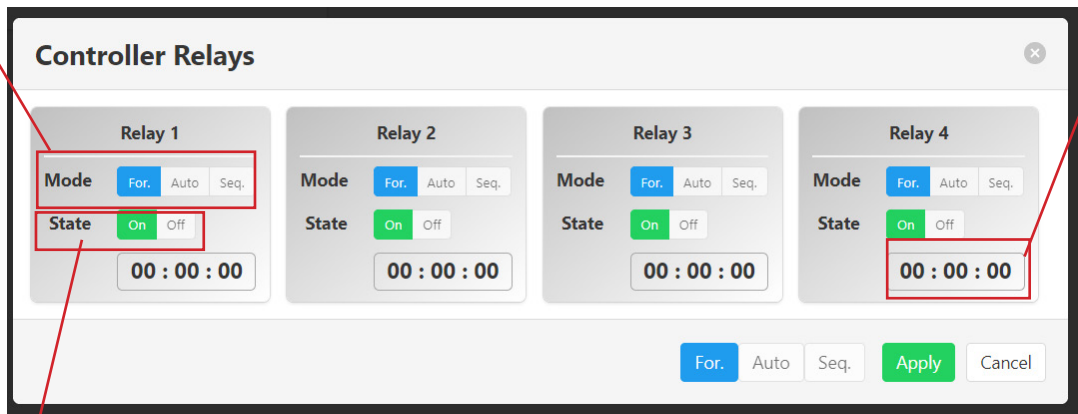 Controller Relays
Relay 1
Mode For. Auto Seq.
State On Off
00 : 00 : 00
Relay 2
Mode For. Auto Seq.
State On Off
00 : 00 : 00
Relay 3
Mode For. Auto Seq.
State On Off
00 : 00 : 00
Relay 4
Mode For. Auto Seq.
State On Off
00 : 00 : 00
For. Auto Seq. Apply Cancel